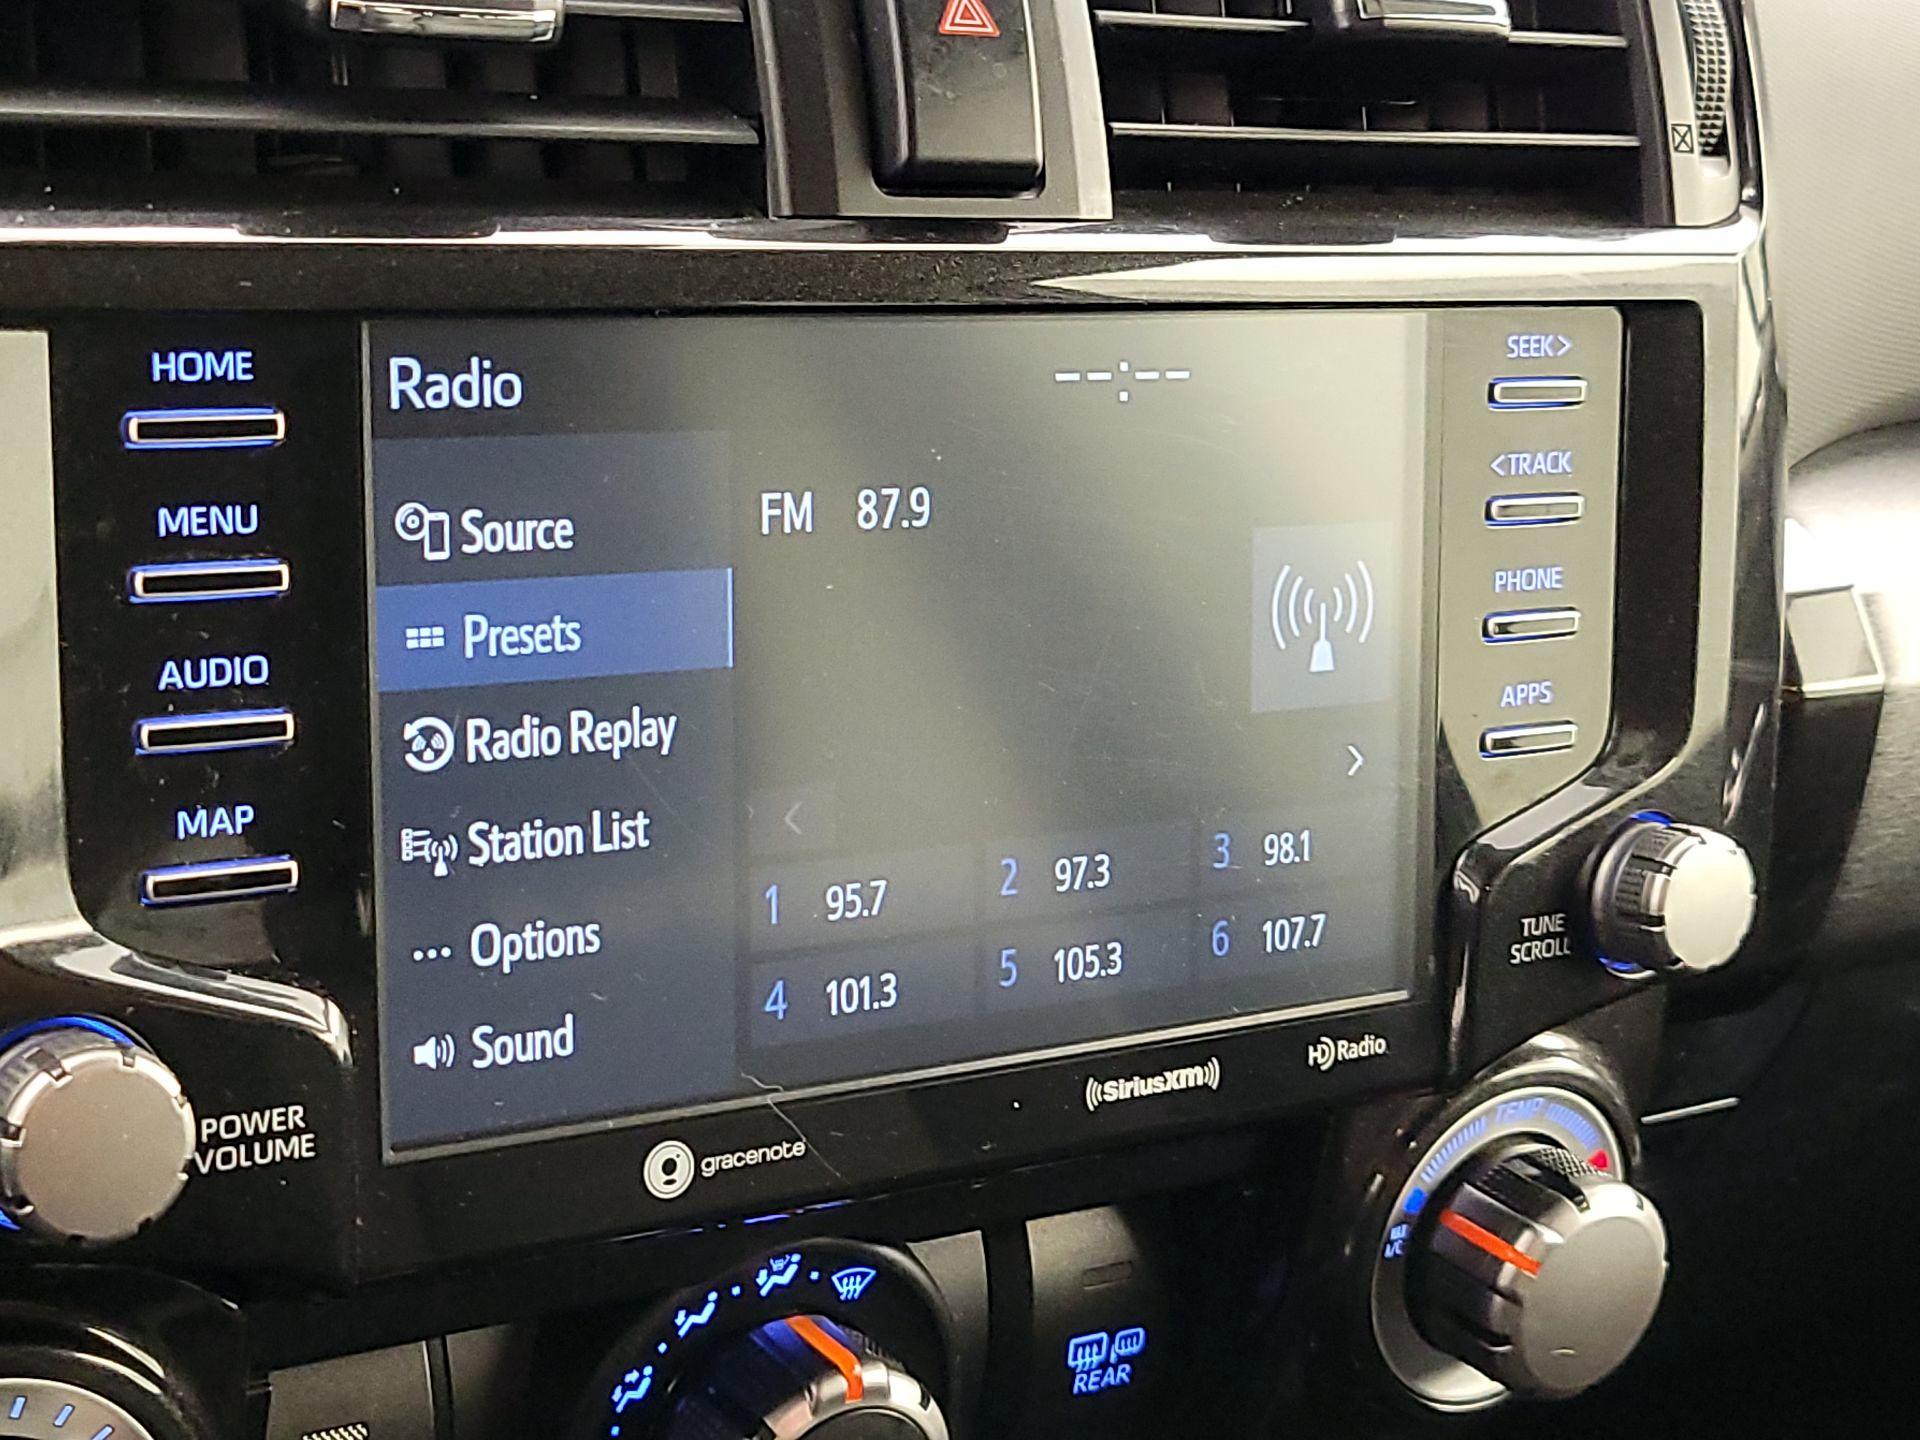 HOME
MENU
AUDIO
MAP
POWER
VOLUME
Radio
--:--
Source
Presets
Radio Replay
Station List
Options
Sound
FM 87.9
<
>
1 95.7
2 97.3
3 98.1
4 101.3
5 105.3
6 107.7
gracenote
SiriusXM
HD Radio
SEEK>
<TRACK
PHONE
APPS
TUNE
SCROLL
TEMP
MAX
A/C
REAR